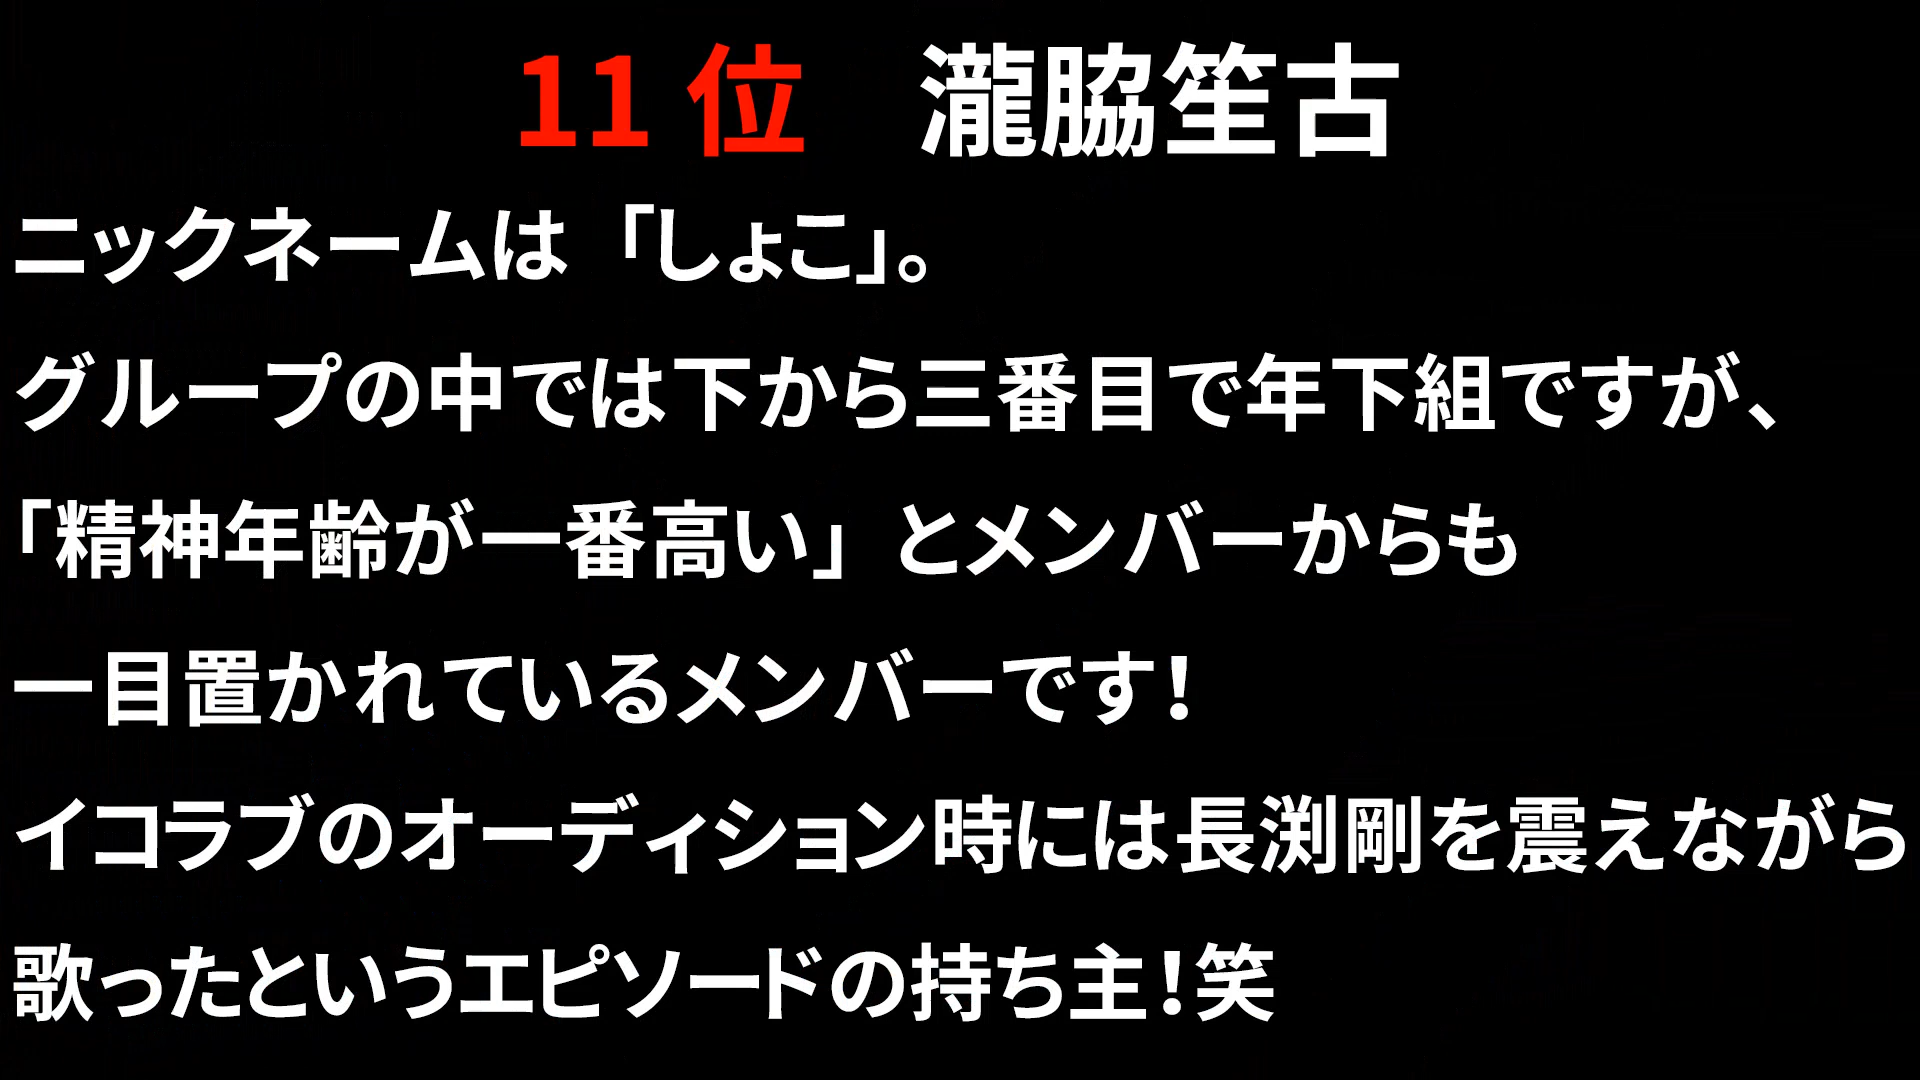 11位　瀧脇笙古
ニックネームは「しょこ」。
グループの中では下から三番目で年下組ですが、
「精神年齢が一番高い」とメンバーからも
一目置かれているメンバーです！
イコラブのオーディション時には長渕剛を震えながら
歌ったというエピソードの持ち主！笑